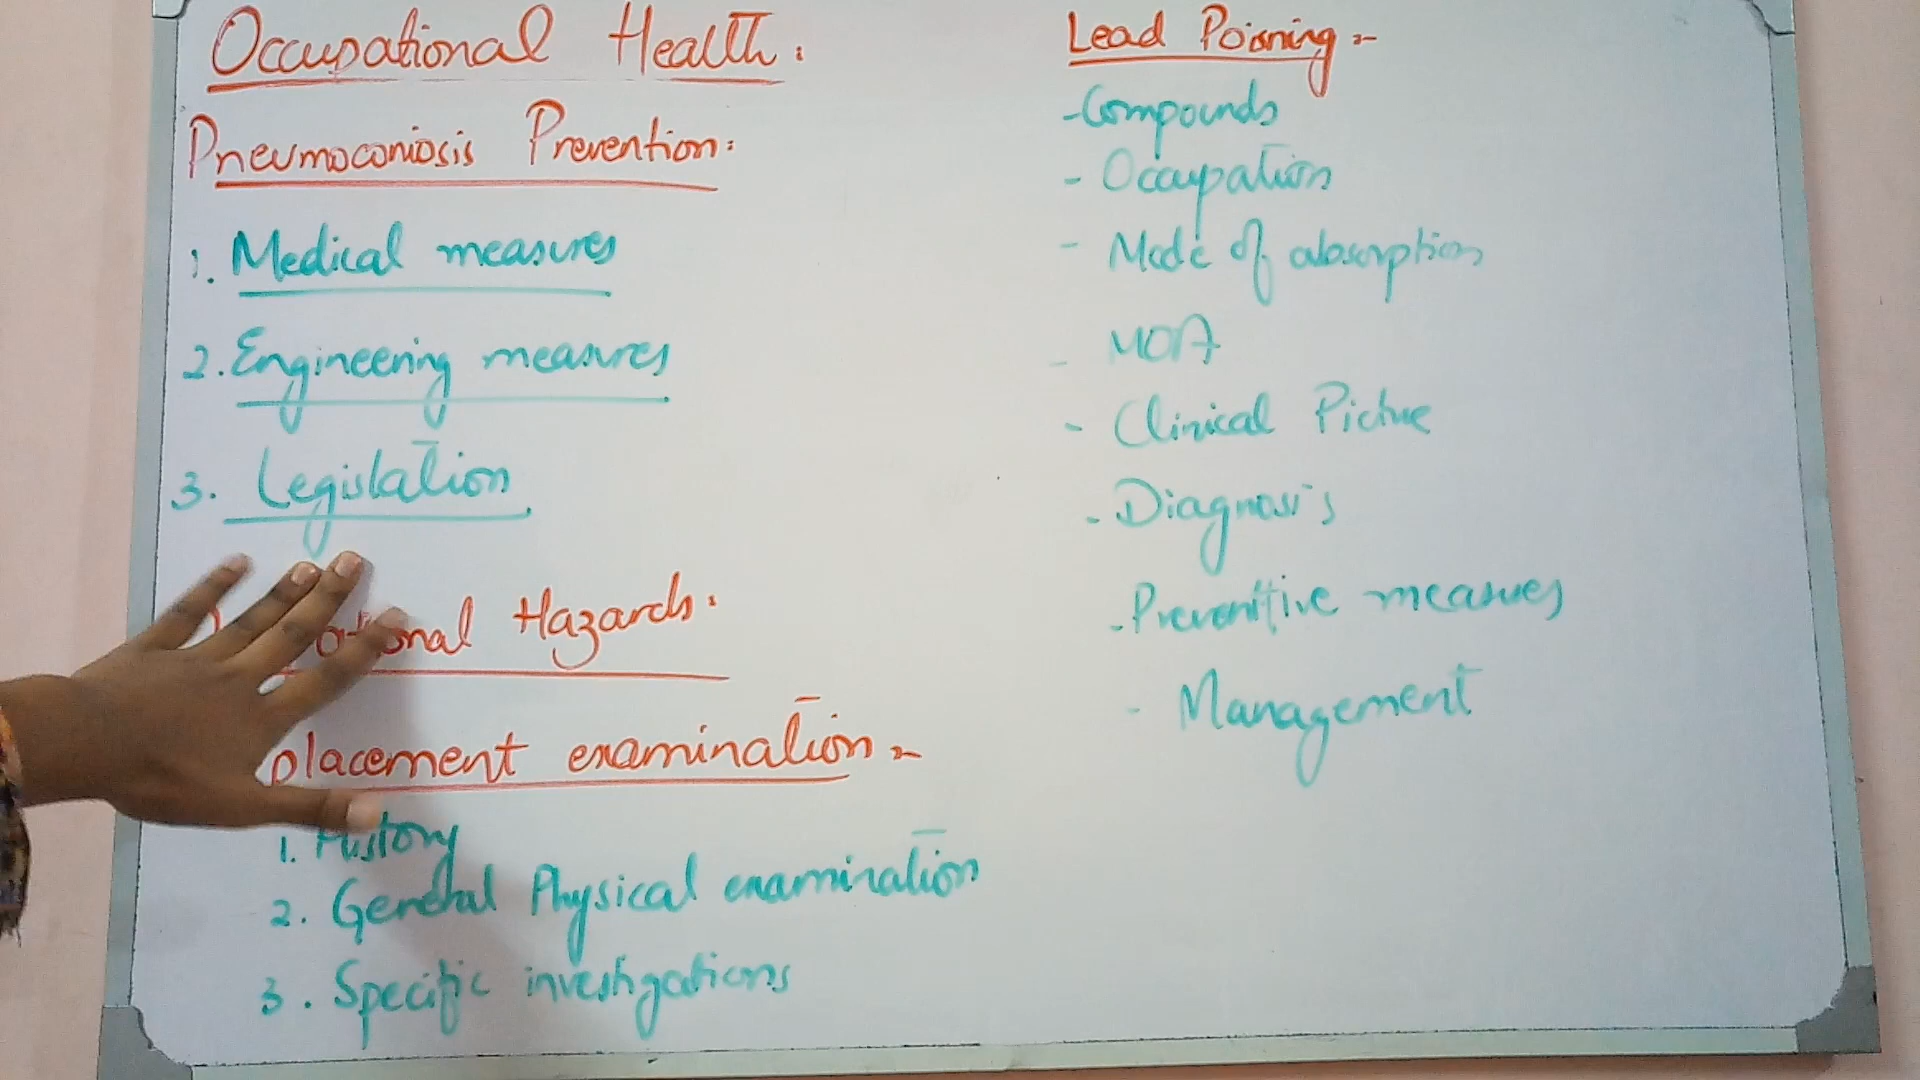 Occupational Health:
Pneumoconiosis Prevention:
1. Medical measures
2. Engineering measures
3. Legislation
Hazards:
placement examination:-
1. History
2. General Physical examination
3. Specific investigations
Lead Poisning:-
- Compounds
- Occupation
- Mode of absorption
- MOA
- Clinical Picture
- Diagnosis
- Preventive measures
- Management